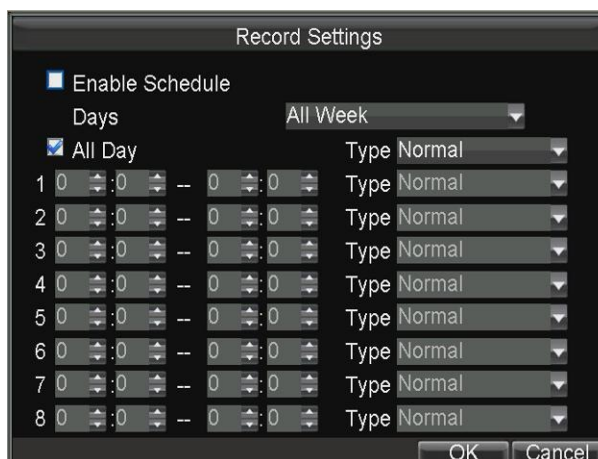 Record Settings
Enable Schedule
Days All Week
All Day Type Normal
1 0 :0 -- 0 :0 Type Normal
2 0 :0 -- 0 :0 Type Normal
3 0 :0 -- 0 :0 Type Normal
4 0 :0 -- 0 :0 Type Normal
5 0 :0 -- 0 :0 Type Normal
6 0 :0 -- 0 :0 Type Normal
7 0 :0 -- 0 :0 Type Normal
8 0 :0 -- 0 :0 Type Normal
OK Cancel